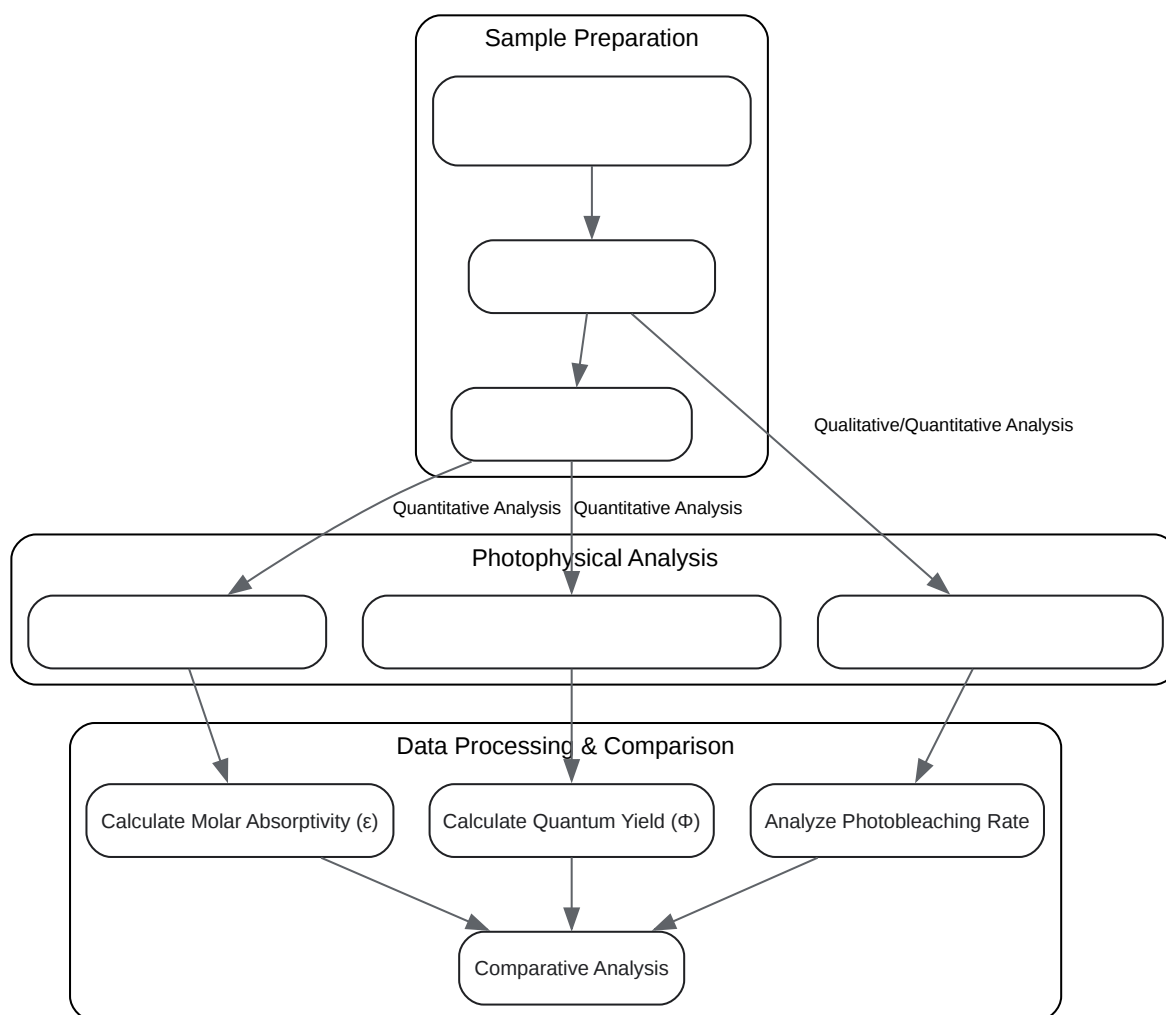 Sample Preparation
Qualitative/Quantitative Analysis
Quantitative Analysis
Quantitative Analysis
Photophysical Analysis
Data Processing & Comparison
Calculate Molar Absorptivity (ε)
Calculate Quantum Yield (Φ)
Analyze Photobleaching Rate
Comparative Analysis